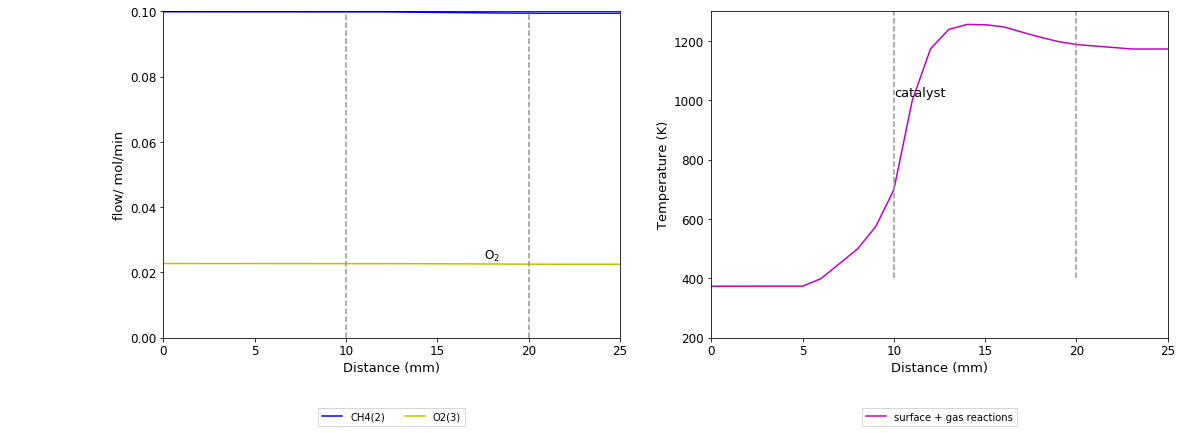 0.10
0.08
0.06
0.04
0.02
0.00
flow/ mol/min
O₂
0 5 10 15 20 25
Distance (mm)
CH4(2) O2(3)
1200
1000
800
600
400
200
Temperature (K)
catalyst
0 5 10 15 20 25
Distance (mm)
surface + gas reactions